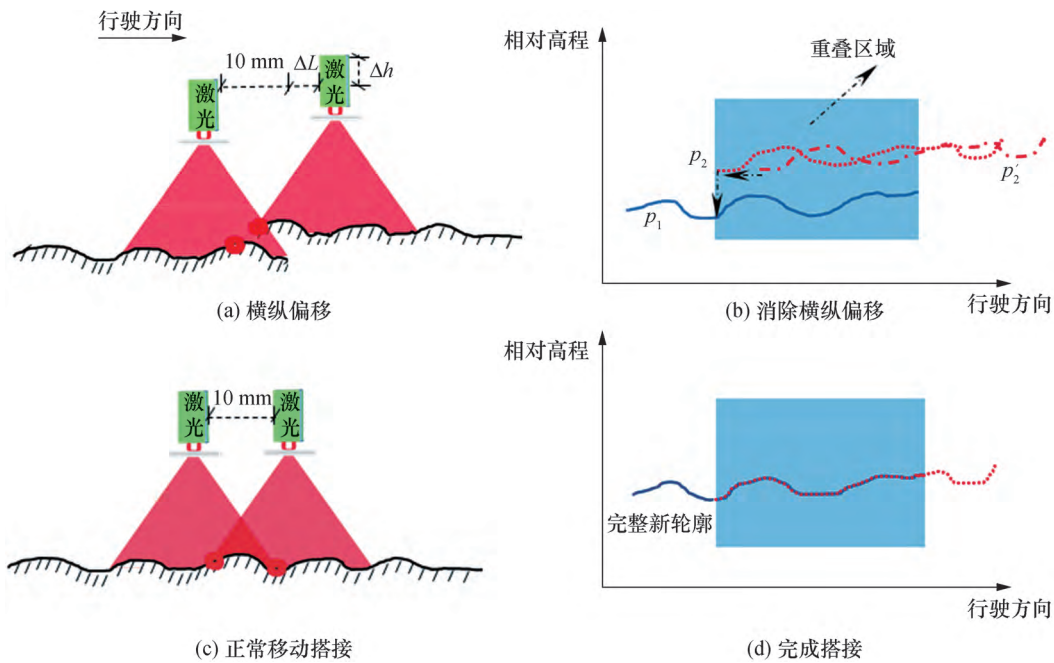 行驶方向
10 mm
ΔL
Δh
激光
激光
(a) 横纵偏移
相对高程
重叠区域
p2
p2′
p1
行驶方向
(b) 消除横纵偏移
10 mm
激光
激光
(c) 正常移动搭接
相对高程
完整新轮廓
行驶方向
(d) 完成搭接